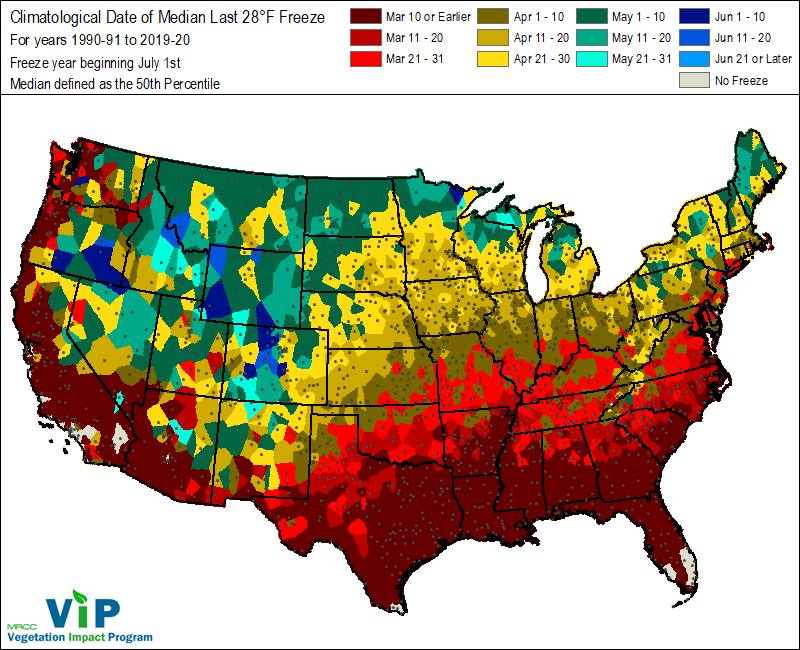 Climatological Date of Median Last 28°F Freeze
For years 1990-91 to 2019-20
Freeze year beginning July 1st
Median defined as the 50th Percentile
Mar 10 or Earlier
Mar 11 - 20
Mar 21 - 31
Apr 1 - 10
Apr 11 - 20
Apr 21 - 30
May 1 - 10
May 11 - 20
May 21 - 31
Jun 1 - 10
Jun 11 - 20
Jun 21 or Later
No Freeze
MRCC ViP
Vegetation Impact Program